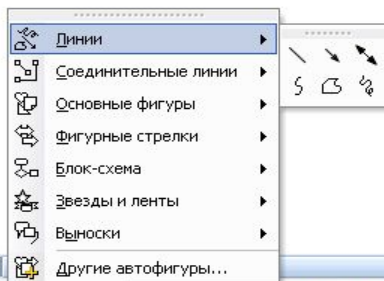 Линии
Соединительные линии
Основные фигуры
Фигурные стрелки
Блок-схема
Звезды и ленты
Выноски
Другие автофигуры...